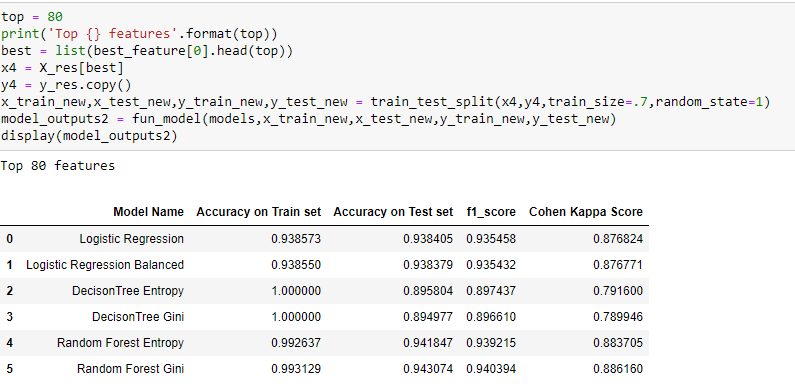 top = 80
print('Top {} features'.format(top))
best = list(best_feature[0].head(top))
x4 = X_res[best]
y4 = y_res.copy()
x_train_new,x_test_new,y_train_new,y_test_new = train_test_split(x4,y4,train_size=.7,random_state=1)
model_outputs2 = fun_model(models,x_train_new,x_test_new,y_train_new,y_test_new)
display(model_outputs2)
Top 80 features
Model Name Accuracy on Train set Accuracy on Test set f1_score Cohen Kappa Score
0 Logistic Regression 0.938573 0.938405 0.935458 0.876824
1 Logistic Regression Balanced 0.938550 0.938379 0.935432 0.876771
2 DecisonTree Entropy 1.000000 0.895804 0.897437 0.791600
3 DecisonTree Gini 1.000000 0.894977 0.896610 0.789946
4 Random Forest Entropy 0.992637 0.941847 0.939215 0.883705
5 Random Forest Gini 0.993129 0.943074 0.940394 0.886160